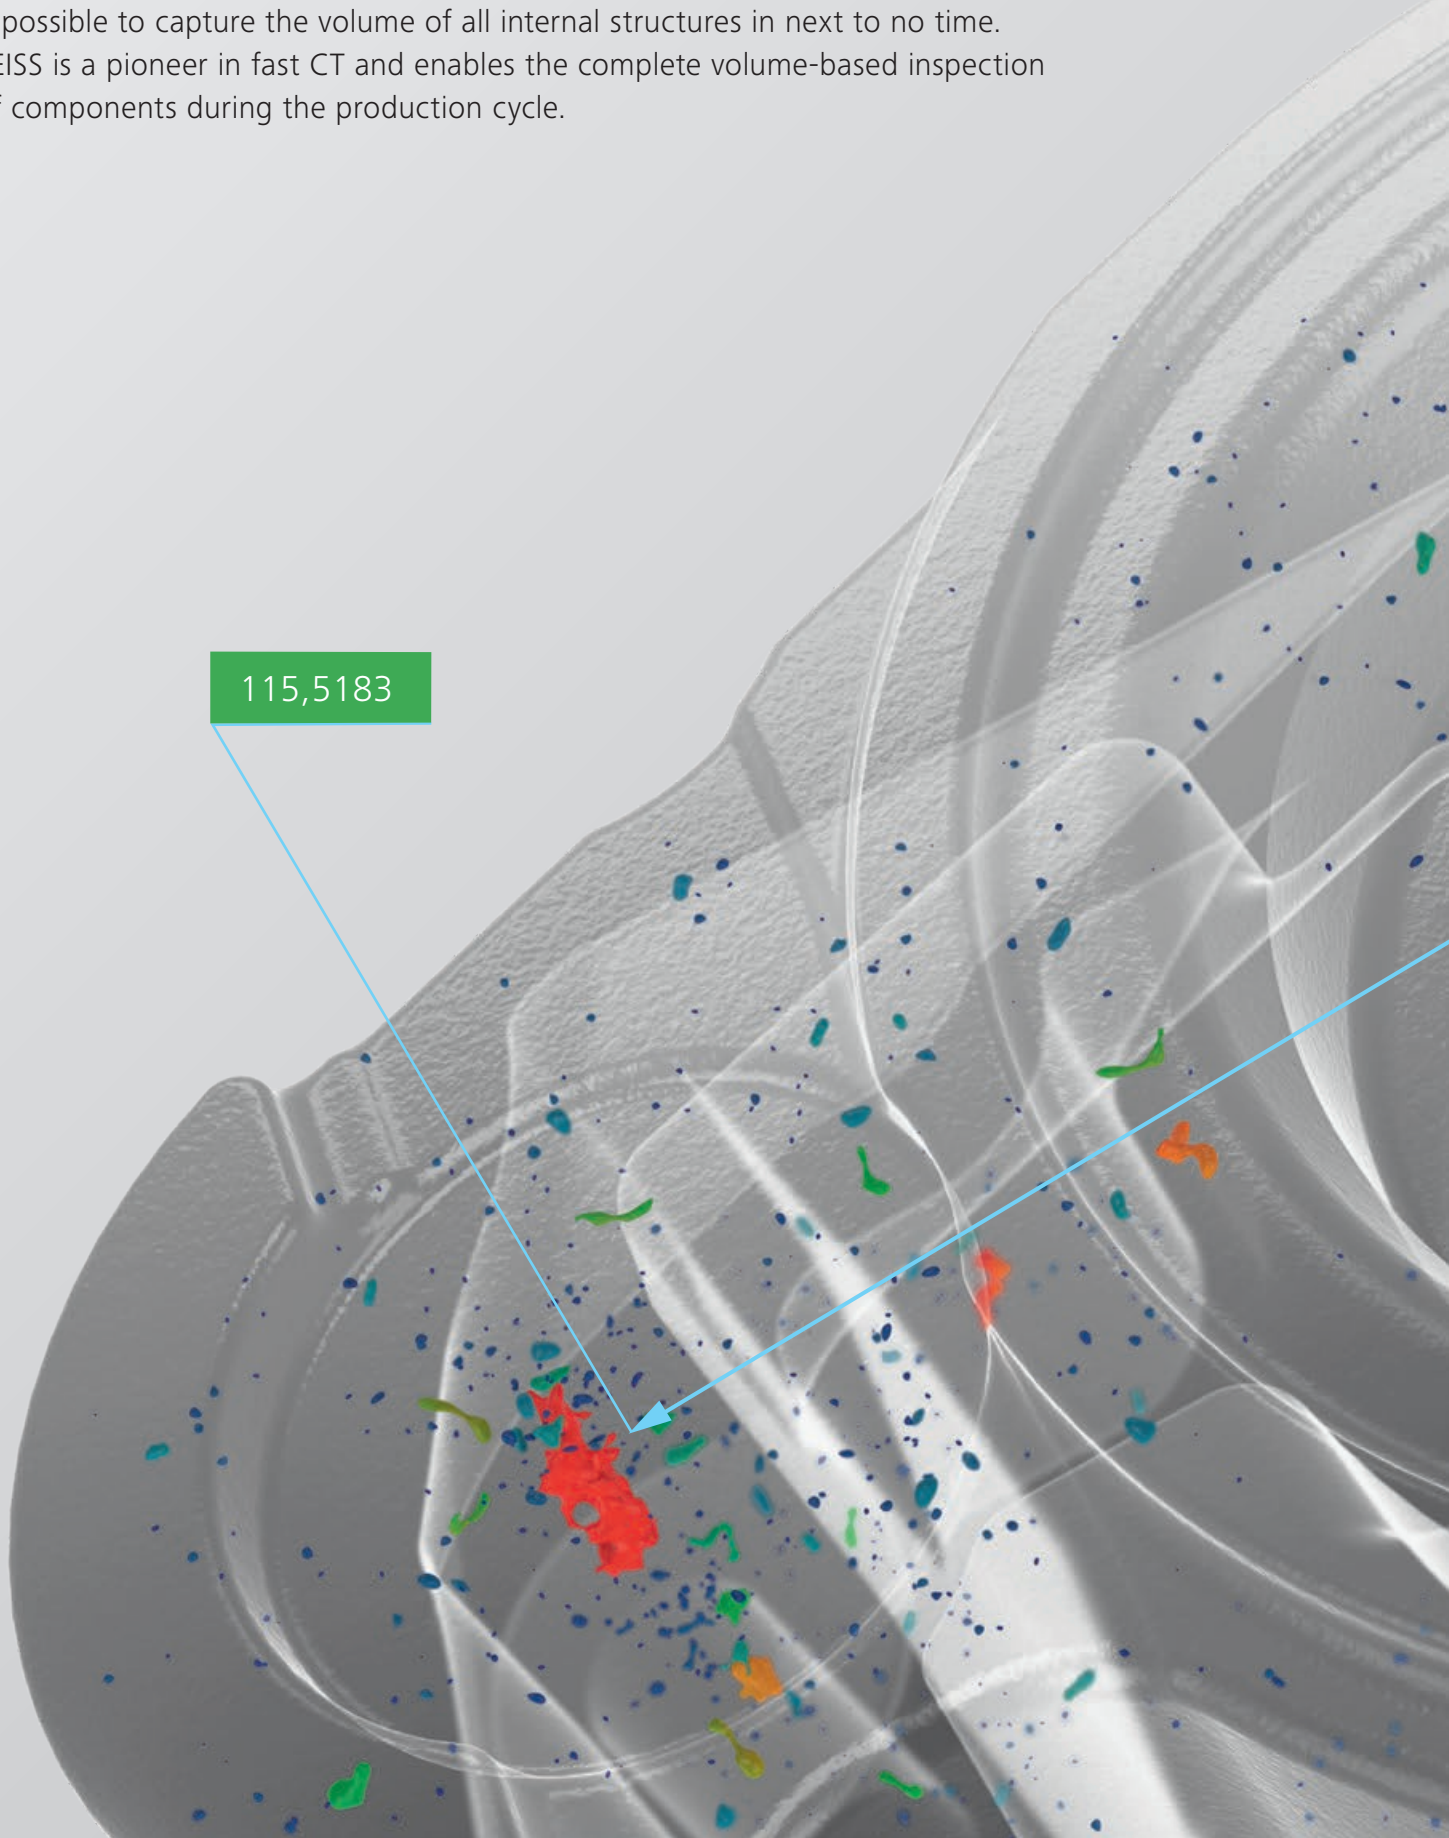 possible to capture the volume of all internal structures in next to no time.
EISS is a pioneer in fast CT and enables the complete volume-based inspection
components during the production cycle.
115,5183